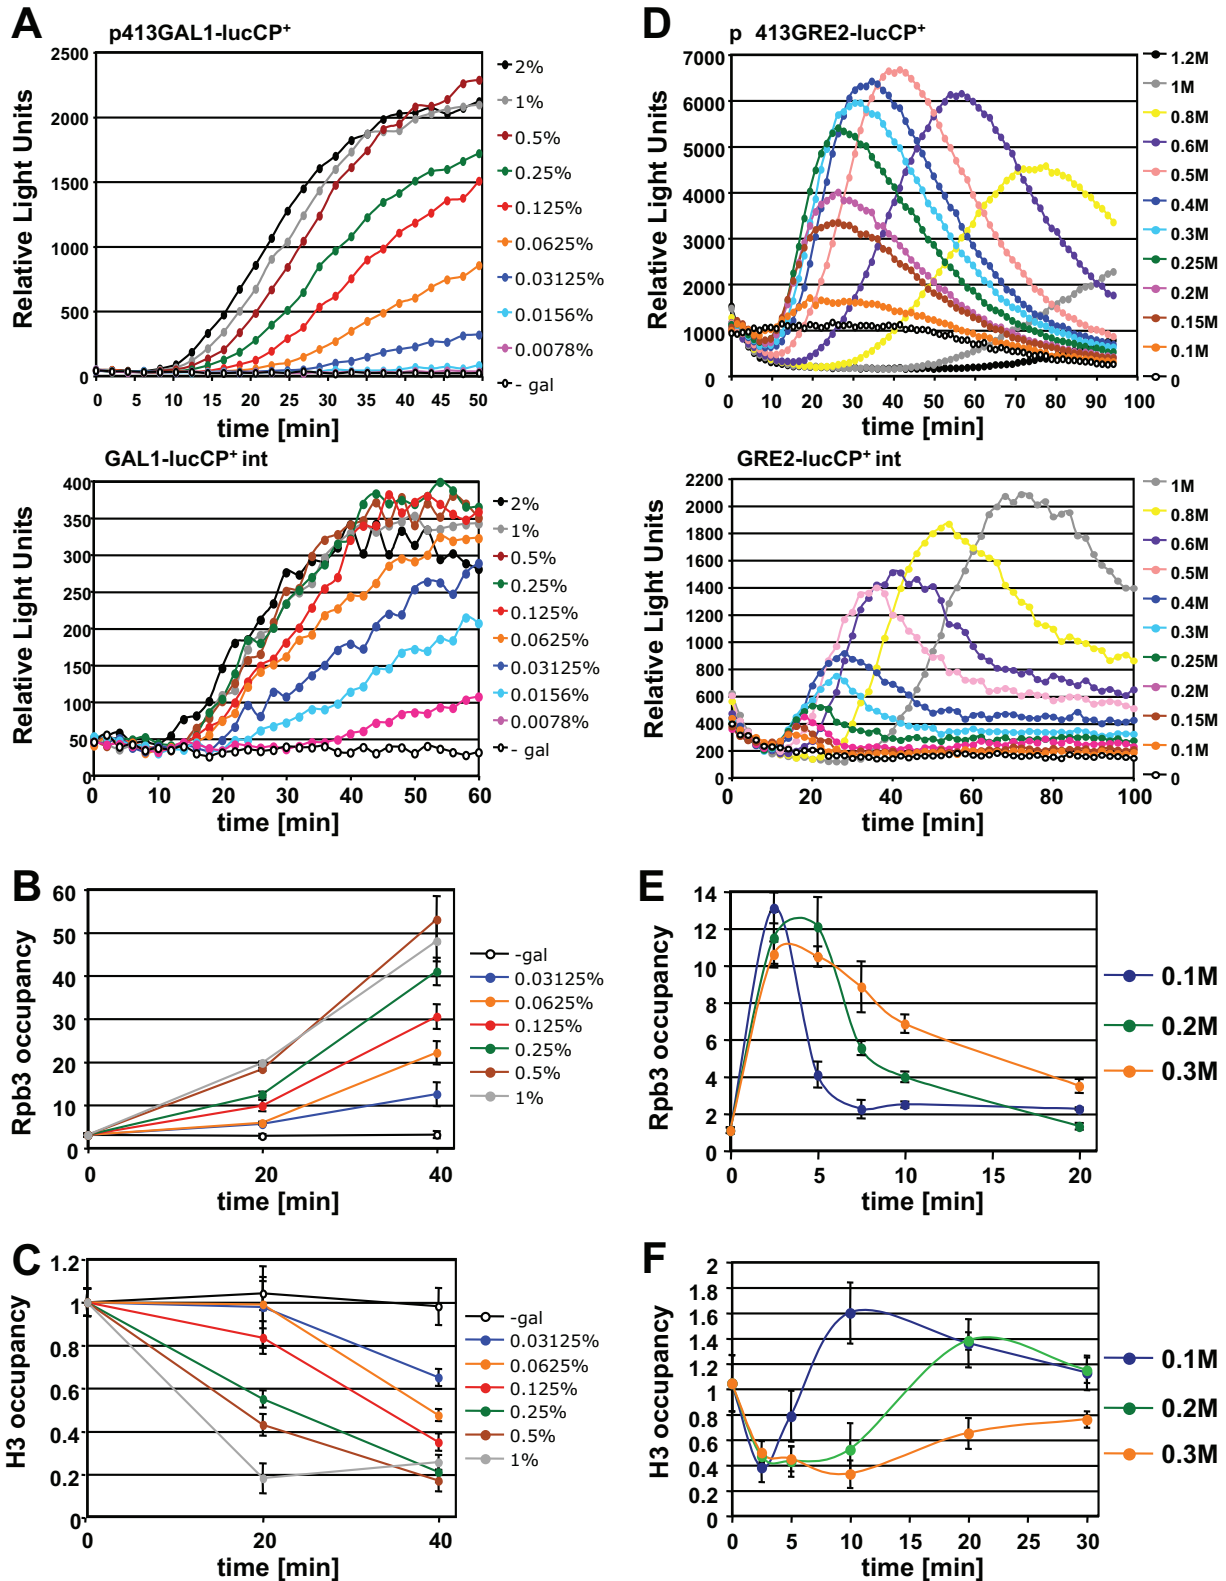 A
p413GAL1-lucCP+
Relative Light Units
2500
2000
1500
1000
500
0
0 5 10 15 20 25 30 35 40 45 50
time [min]
2%
1%
0.5%
0.25%
0.125%
0.0625%
0.03125%
0.0156%
0.0078%
- gal
GAL1-lucCP+ int
Relative Light Units
400
350
300
250
200
150
100
50
0
0 10 20 30 40 50 60
time [min]
2%
1%
0.5%
0.25%
0.125%
0.0625%
0.03125%
0.0156%
0.0078%
- gal
B
Rpb3 occupancy
60
50
40
30
20
10
0
0 20 40
time [min]
-gal
0.03125%
0.0625%
0.125%
0.25%
0.5%
1%
C
H3 occupancy
1.2
1
0.8
0.6
0.4
0.2
0
0 20 40
time [min]
-gal
0.03125%
0.0625%
0.125%
0.25%
0.5%
1%
D
p 413GRE2-lucCP+
Relative Light Units
7000
6000
5000
4000
3000
2000
1000
0
0 10 20 30 40 50 60 70 80 90 100
time [min]
1.2M
1M
0.8M
0.6M
0.5M
0.4M
0.3M
0.25M
0.2M
0.15M
0.1M
0
GRE2-lucCP+ int
Relative Light Units
2200
2000
1800
1600
1400
1200
1000
800
600
400
200
0
0 20 40 60 80 100
time [min]
1M
0.8M
0.6M
0.5M
0.4M
0.3M
0.25M
0.2M
0.15M
0.1M
0
E
Rpb3 occupancy
14
12
10
8
6
4
2
0
0 5 10 15 20
time [min]
0.1M
0.2M
0.3M
F
H3 occupancy
2
1.8
1.6
1.4
1.2
1
0.8
0.6
0.4
0.2
0
0 5 10 15 20 25 30
time [min]
0.1M
0.2M
0.3M